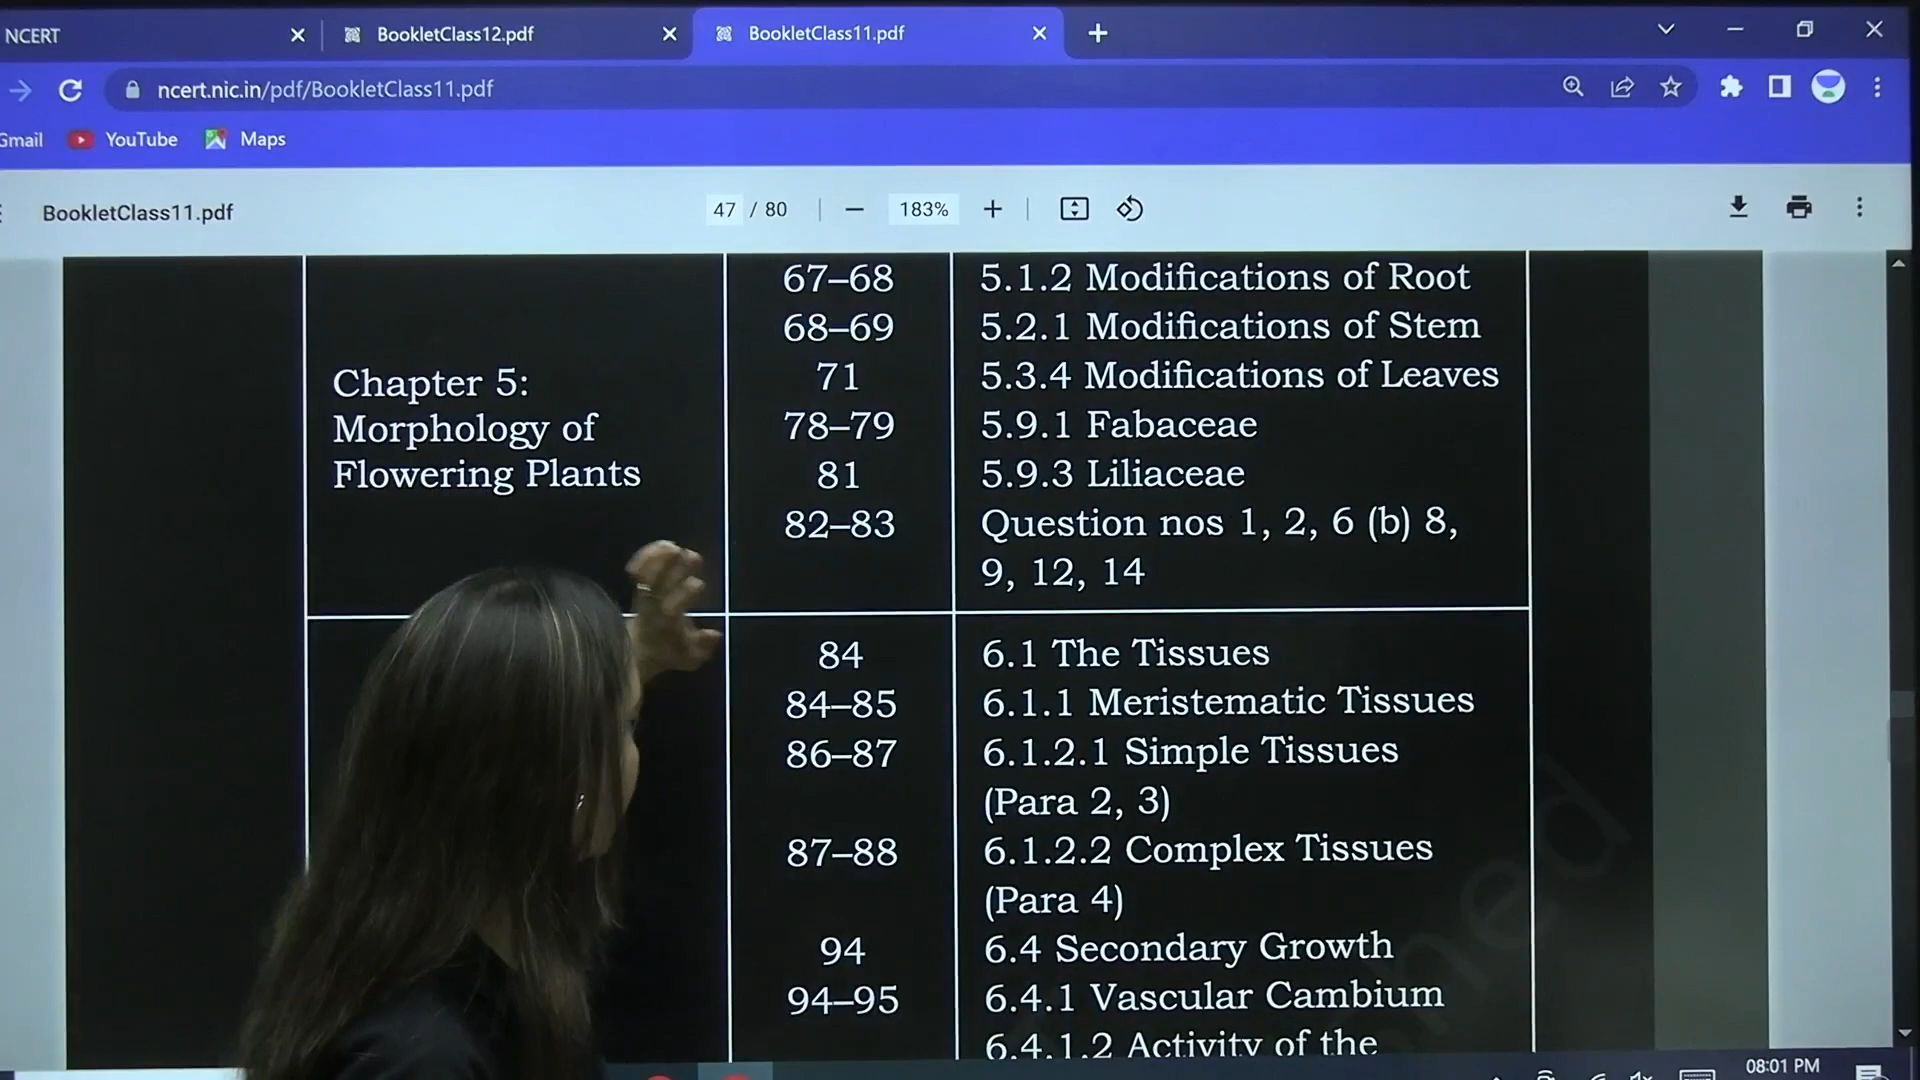 NCERT
BookletClass12.pdf
BookletClass11.pdf
ncert.nic.in/pdf/BookletClass11.pdf
Gmail
YouTube
Maps
BookletClass11.pdf
47 / 80
183%
67–68 5.1.2 Modifications of Root
68–69 5.2.1 Modifications of Stem
Chapter 5:
Morphology of
Flowering Plants
71 5.3.4 Modifications of Leaves
78–79 5.9.1 Fabaceae
81 5.9.3 Liliaceae
82–83 Question nos 1, 2, 6 (b) 8,
9, 12, 14
84 6.1 The Tissues
84–85 6.1.1 Meristematic Tissues
86–87 6.1.2.1 Simple Tissues
(Para 2, 3)
87–88 6.1.2.2 Complex Tissues
(Para 4)
94 6.4 Secondary Growth
94–95 6.4.1 Vascular Cambium
6.4.1.2 Activity of the
08:01 PM